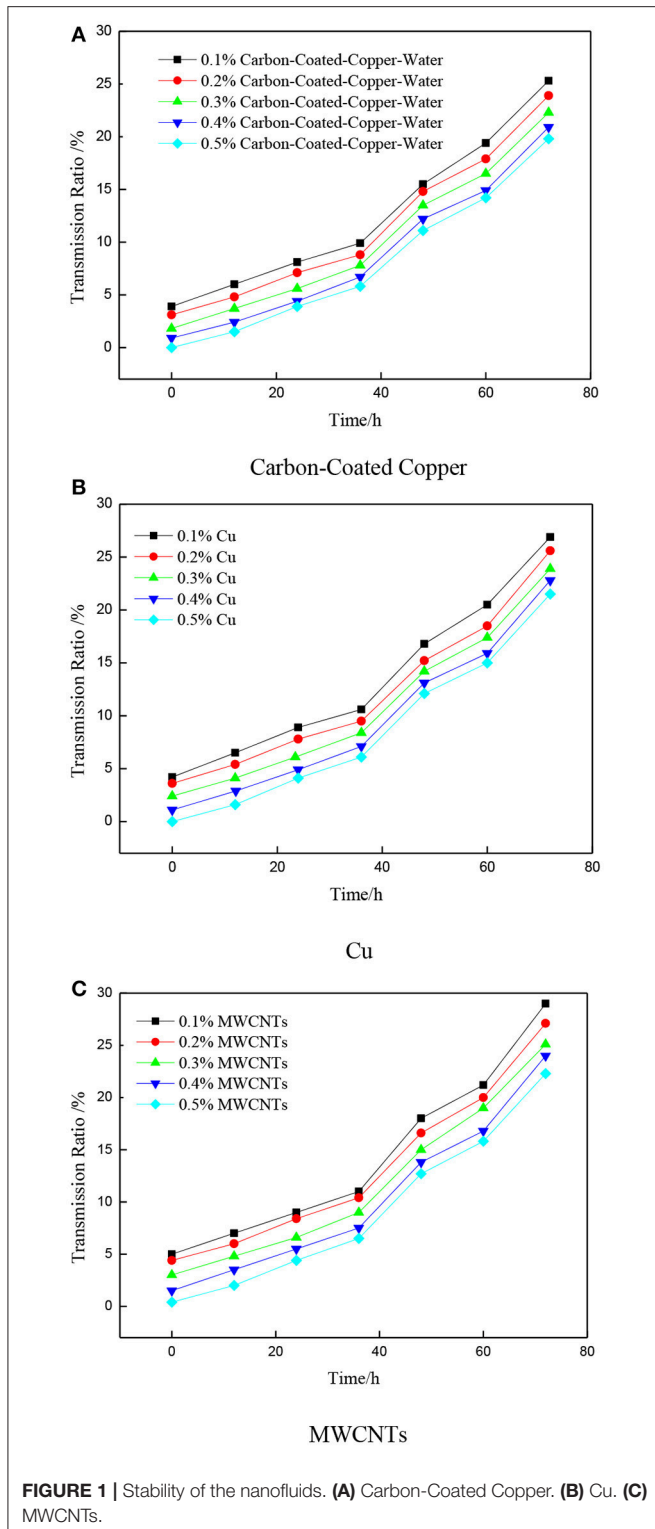 A
30
25
20
15
10
5
0
Transmission Ratio /%
0.1% Carbon-Coated-Copper-Water
0.2% Carbon-Coated-Copper-Water
0.3% Carbon-Coated-Copper-Water
0.4% Carbon-Coated-Copper-Water
0.5% Carbon-Coated-Copper-Water
0 20 40 60 80
Time/h
Carbon-Coated Copper
B
30
25
20
15
10
5
0
Transmission Ratio /%
0.1% Cu
0.2% Cu
0.3% Cu
0.4% Cu
0.5% Cu
0 20 40 60 80
Time/h
Cu
C
30
25
20
15
10
5
0
Transmission Ratio /%
0.1% MWCNTs
0.2% MWCNTs
0.3% MWCNTs
0.4% MWCNTs
0.5% MWCNTs
0 20 40 60 80
Time/h
MWCNTs
FIGURE 1 | Stability of the nanofluids. (A) Carbon-Coated Copper. (B) Cu. (C)
MWCNTs.